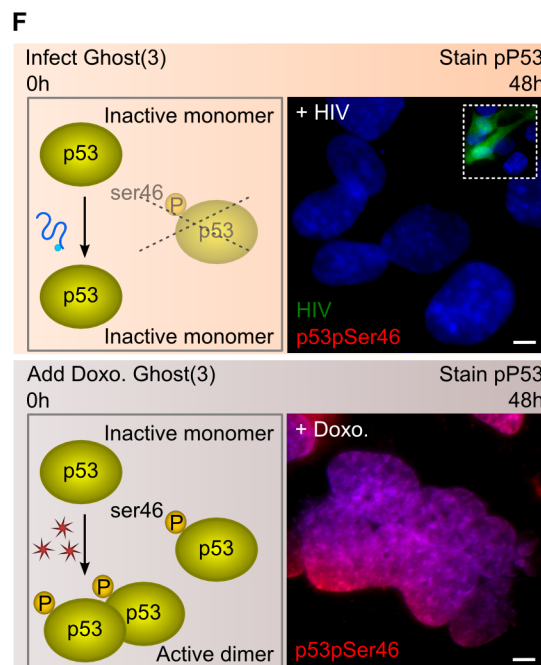 F
Infect Ghost(3) Stain pP53
0h 48h
Inactive monomer
p53
ser46
P
p53
p53
Inactive monomer
+ HIV
HIV
p53pSer46
Add Doxo. Ghost(3) Stain pP53
0h 48h
Inactive monomer
p53
ser46
P
p53
P
P
p53
p53
Active dimer
+ Doxo.
p53pSer46